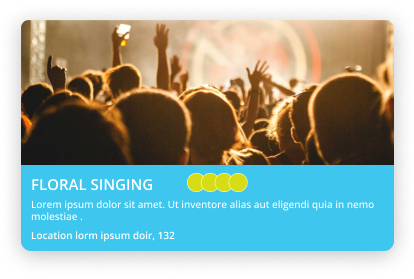 FLORAL SINGING
Lorem ipsum dolor sit amet. Ut inventore alias aut eligendi quia in nemo
molestiae .
Location lorm ipsum doir, 132